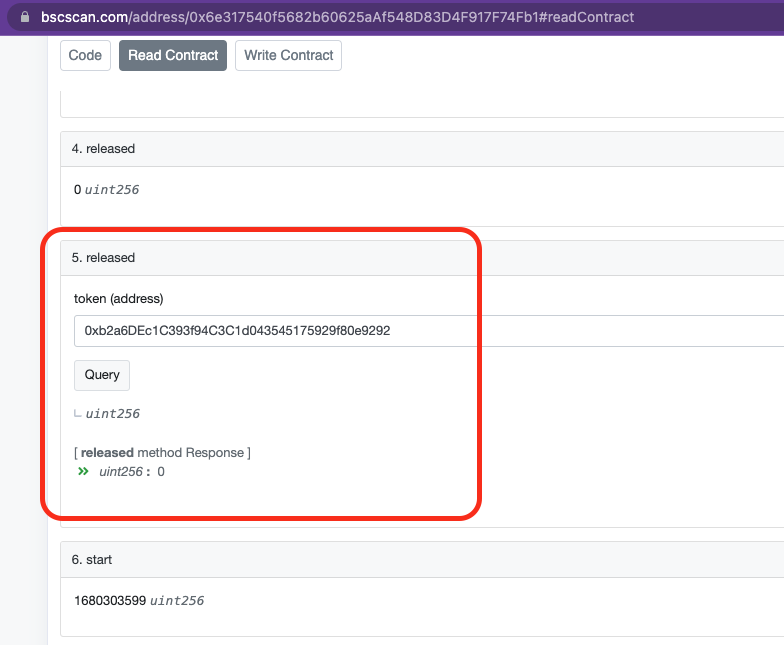 bscscan.com/address/0x6e317540f5682b60625aAf548D83D4F917F74Fb1#readContract
Code Read Contract Write Contract
4. released
0 uint256
5. released
token (address)
0xb2a6DEc1C393f94C3C1d043545175929f80e9292
Query
uint256
[ released method Response ]
uint256 : 0
6. start
1680303599 uint256